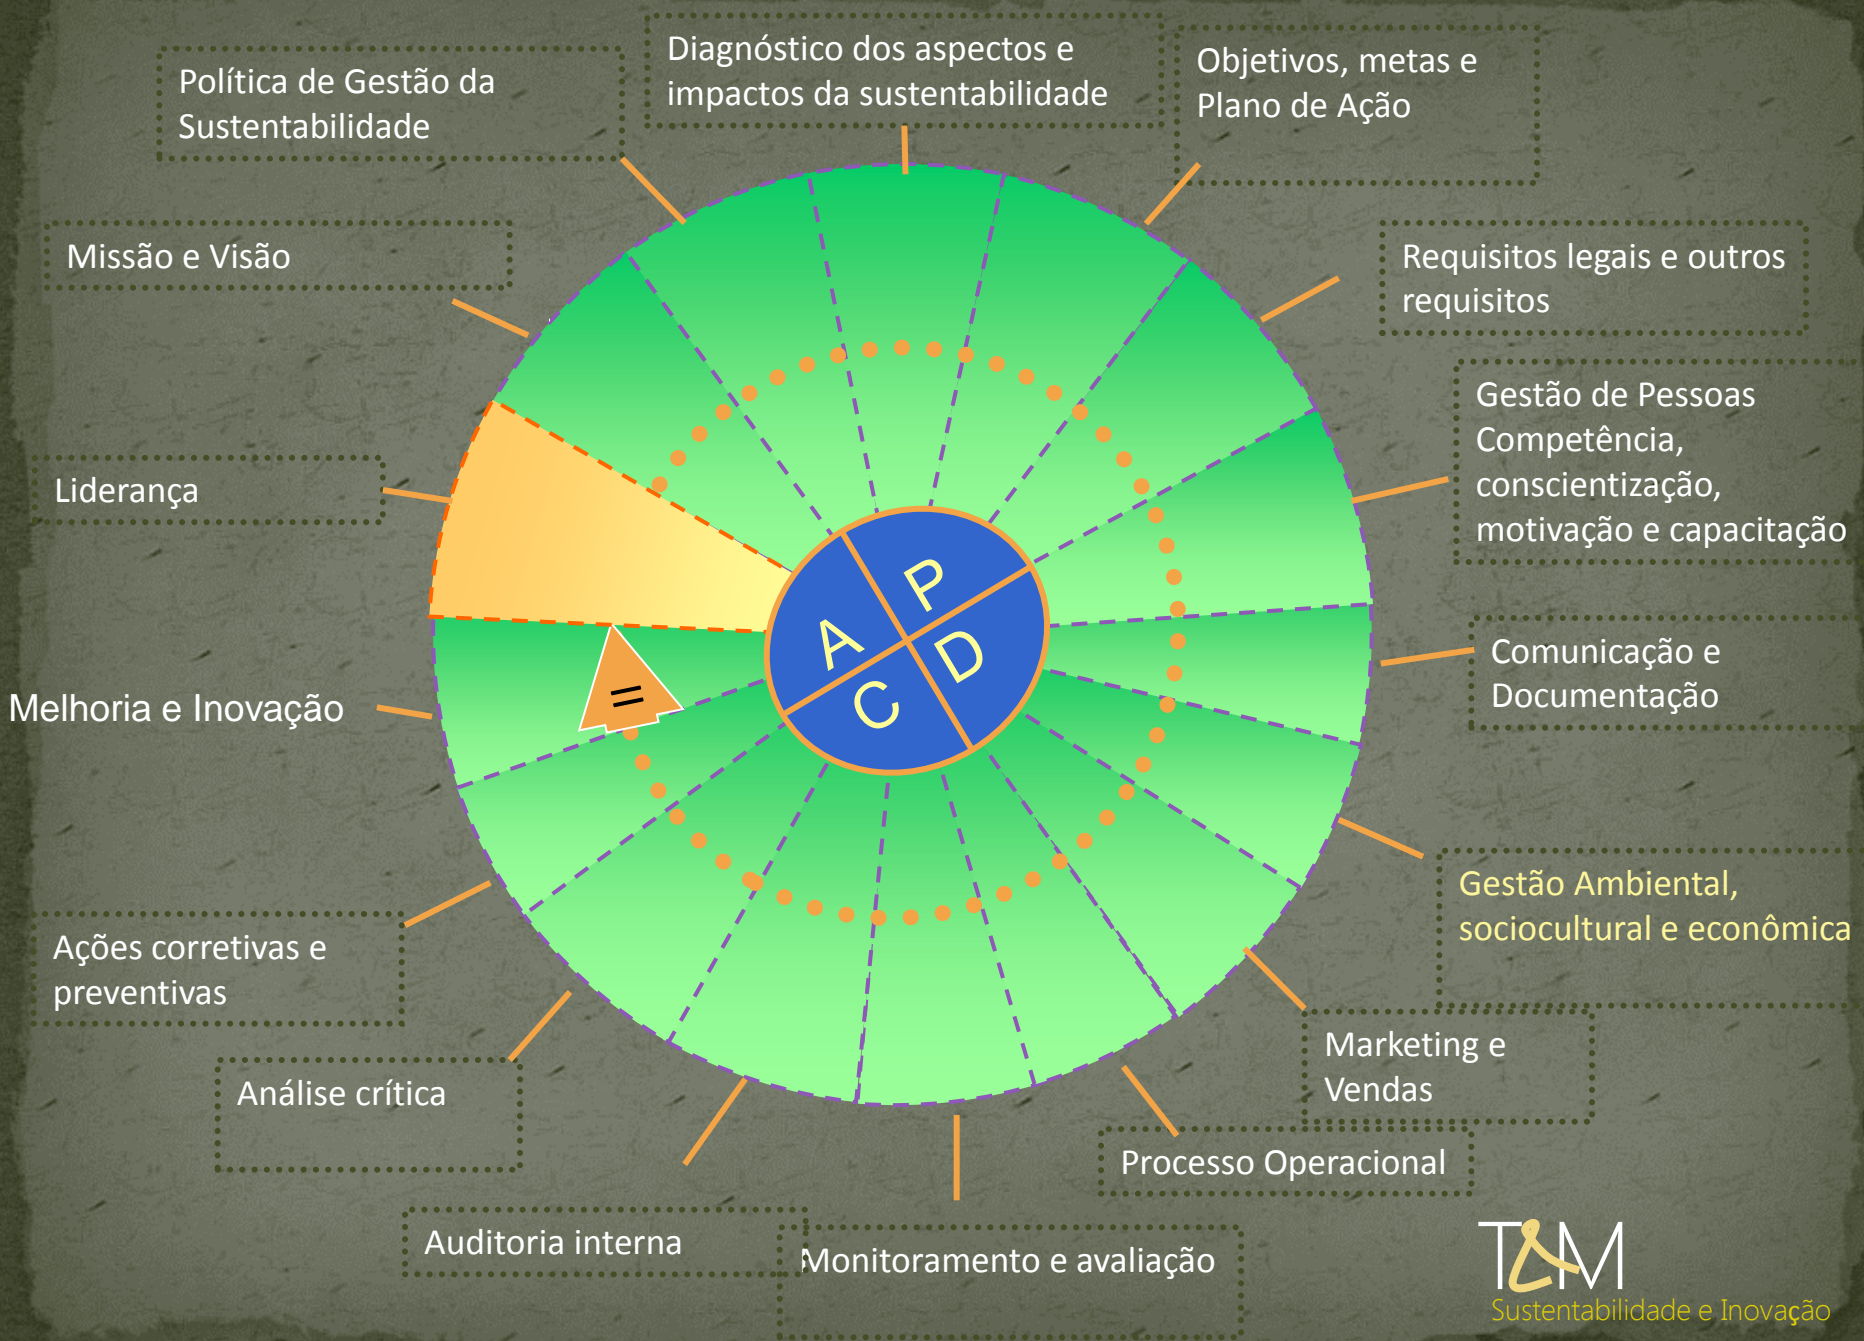 Diagnóstico dos aspectos e
impactos da sustentabilidade
Objetivos, metas e
Plano de Ação
Política de Gestão da
Sustentabilidade
Missão e Visão
Requisitos legais e outros
requisitos
Gestão de Pessoas
Competência,
conscientização,
motivação e capacitação
Liderança
P
A
D
C
=
Comunicação e
Documentação
Melhoria e Inovação
Gestão Ambiental,
sociocultural e econômica
Ações corretivas e
preventivas
Marketing e
Vendas
Análise crítica
Processo Operacional
Auditoria interna
Monitoramento e avaliação
T&M
Sustentabilidade e Inovação